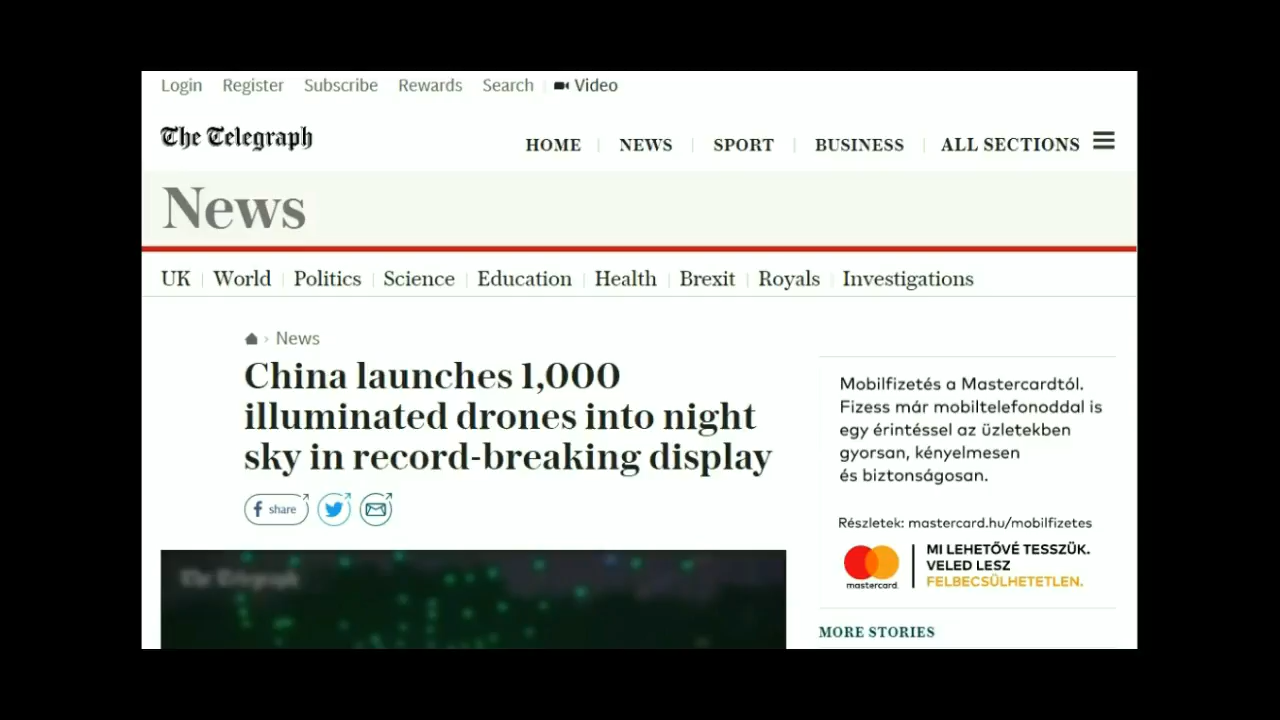 Login Register Subscribe Rewards Search Video
The Telegraph
HOME NEWS SPORT BUSINESS ALL SECTIONS
News
UK World Politics Science Education Health Brexit Royals Investigations
› News
China launches 1,000
illuminated drones into night
sky in record-breaking display
share
The Telegraph
Mobilfizetés a Mastercardtól.
Fizess már mobiltelefonoddal is
egy érintéssel az üzletekben
gyorsan, kényelmesen
és biztonságosan.
Részletek: mastercard.hu/mobilfizetes
mastercard.
MI LEHETŐVÉ TESSZÜK.
VELED LESZ
FELBECSÜLHETETLEN.
MORE STORIES